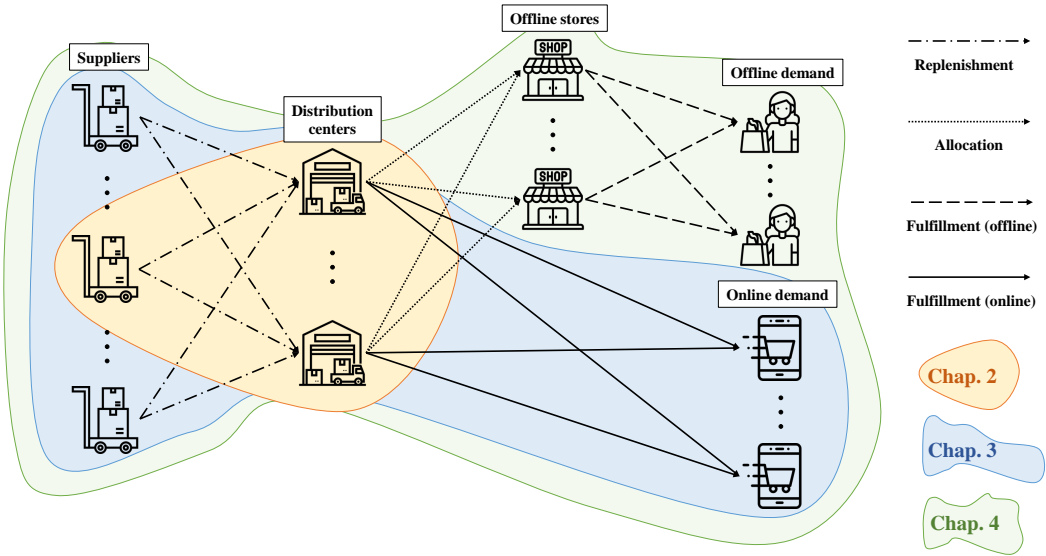 Offline stores
SHOP
Suppliers
Offline demand
Distribution
centers
SHOP
Online demand
Replenishment
Allocation
Fulfillment (offline)
Fulfillment (online)
Chap. 2
Chap. 3
Chap. 4